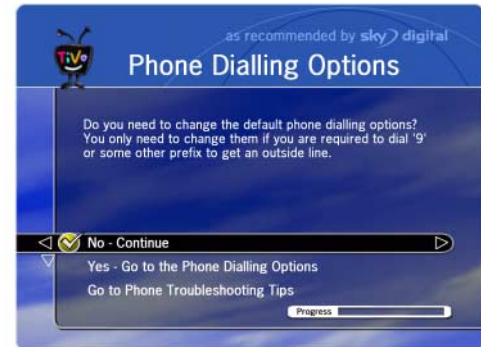 as recommended by sky digital
TiVo
Phone Dialling Options
Do you need to change the default phone dialling options?
You only need to change them if you are required to dial '9'
or some other prefix to get an outside line.
No - Continue
Yes - Go to the Phone Dialling Options
Go to Phone Troubleshooting Tips
Progress